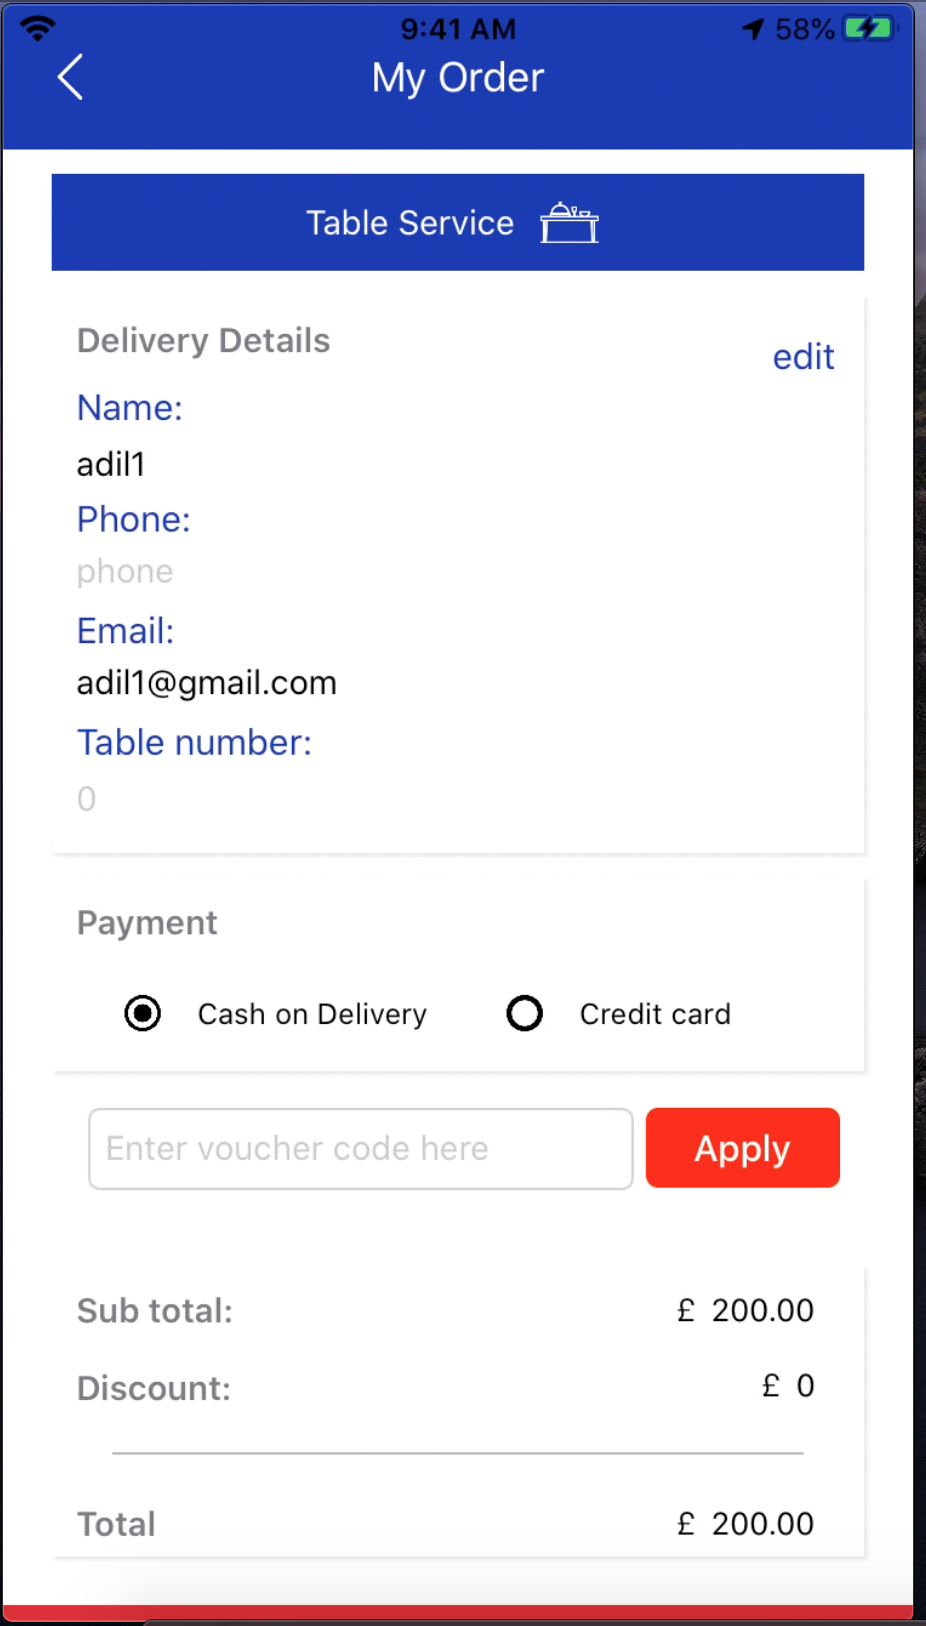 9:41 AM
58%
My Order
Table Service
Delivery Details
edit
Name:
adil1
Phone:
phone
Email:
adil1@gmail.com
Table number:
0
Payment
Cash on Delivery
Credit card
Enter voucher code here
Apply
Sub total: £ 200.00
Discount: £ 0
Total £ 200.00